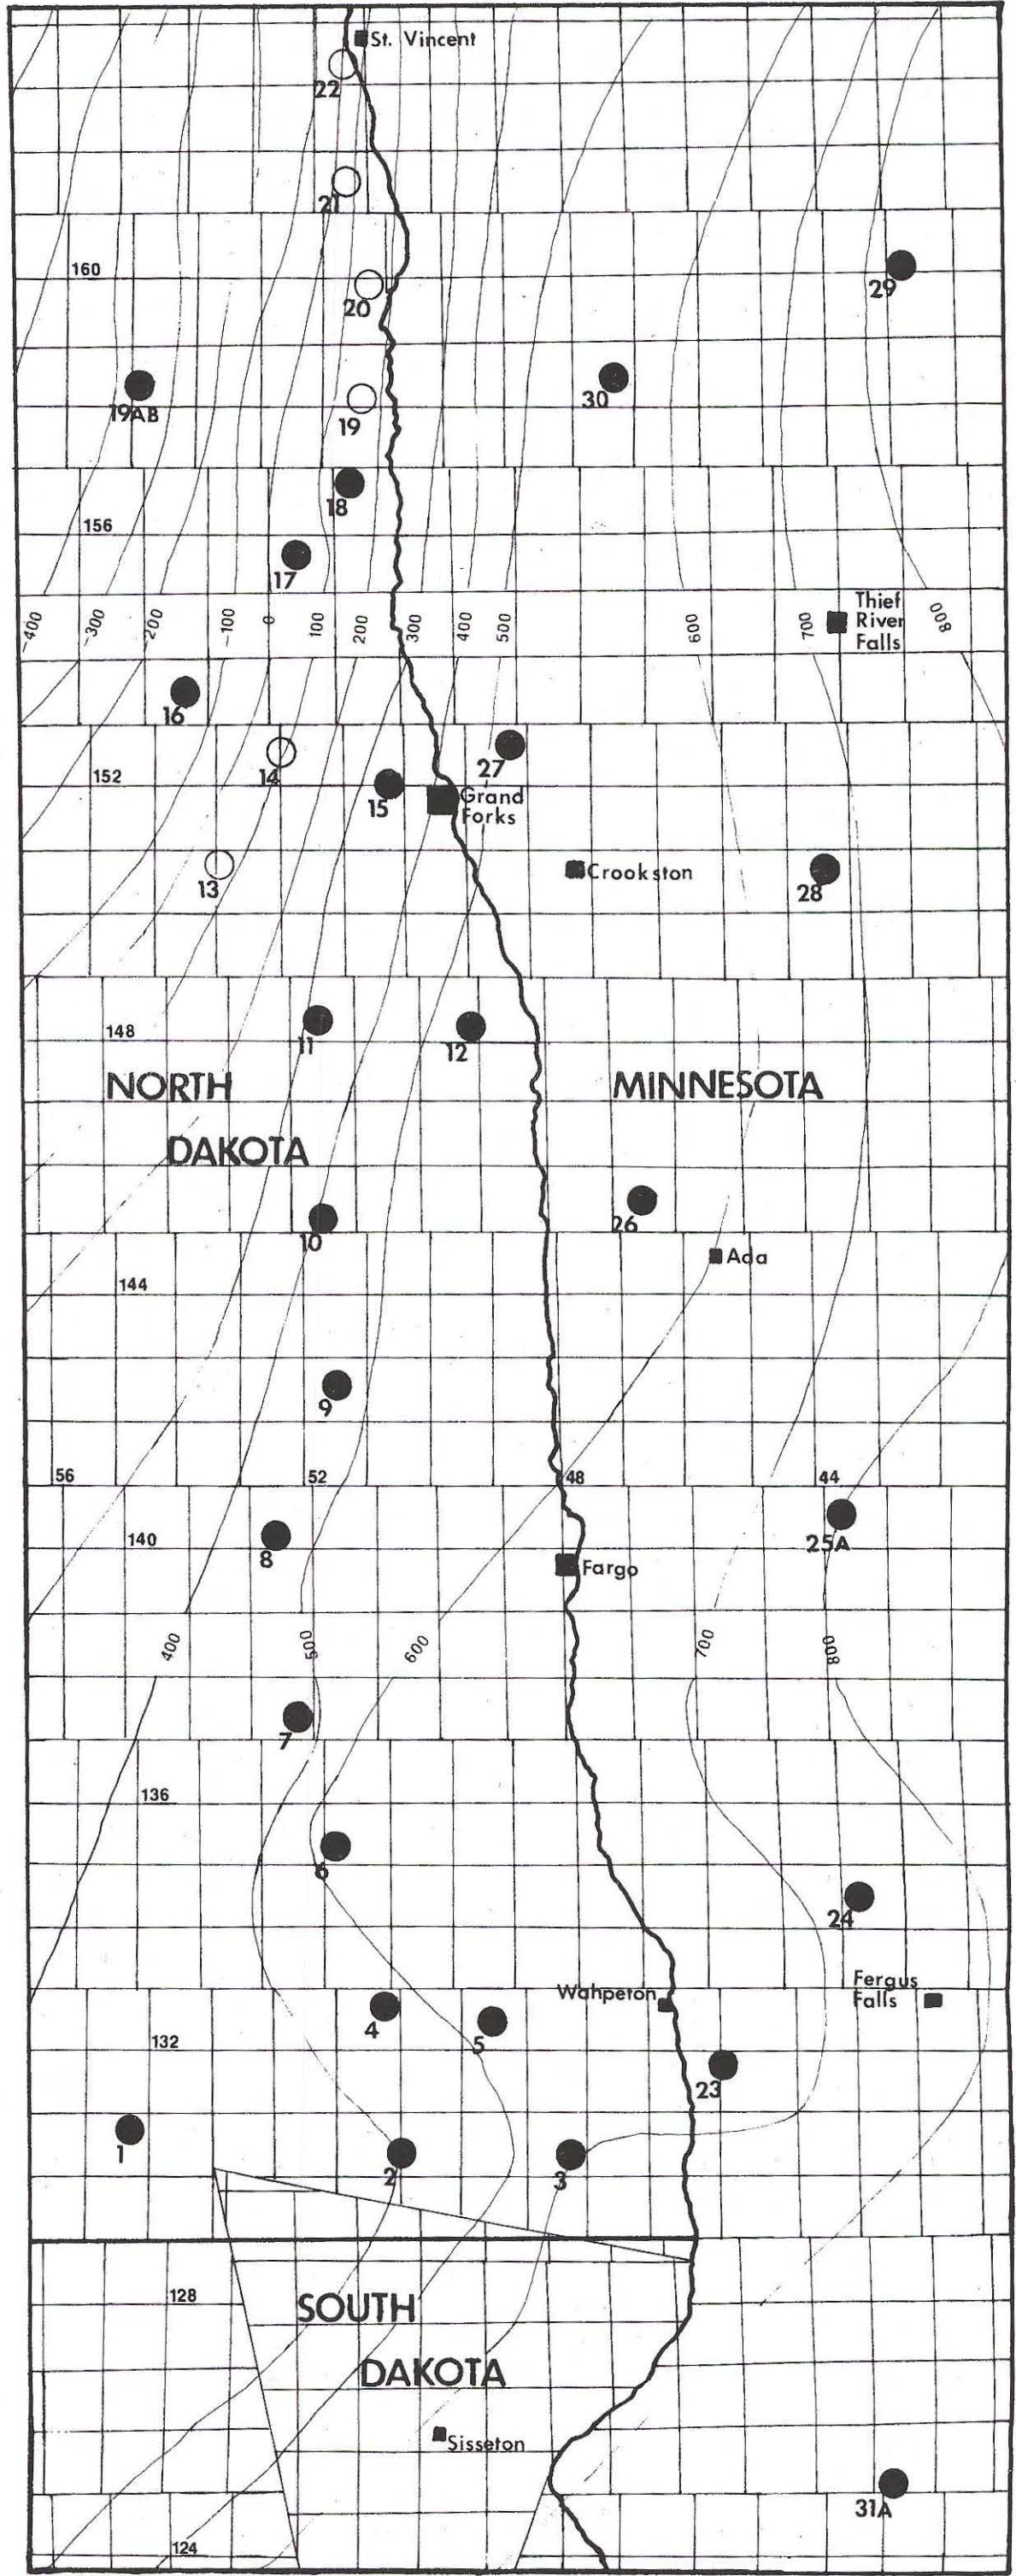 St. Vincent
22
21
160
20
29
19AB
19
30
18
156
17
-400
-300
-200
-100
0
100
200
300
400
500
600
700
800
Thief
River
Falls
16
14
152
15
27
Grand
Forks
13
Crookston
28
148
11
12
NORTH
DAKOTA
MINNESOTA
10
26
Ada
144
9
56
52
48
44
140
8
25A
Fargo
400
500
600
700
800
7
136
6
24
Wahpeton
Fergus
Falls
4
5
132
23
1
2
3
128
SOUTH
DAKOTA
Sisseton
31A
124